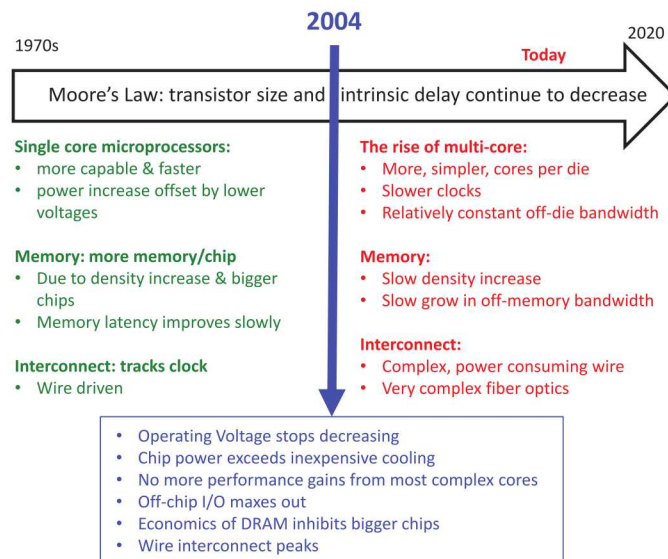 2004
1970s
Today
2020
Moore's Law: transistor size and intrinsic delay continue to decrease
Single core microprocessors:
• more capable & faster
• power increase offset by lower
voltages
Memory: more memory/chip
• Due to density increase & bigger
chips
• Memory latency improves slowly
Interconnect: tracks clock
• Wire driven
The rise of multi-core:
• More, simpler, cores per die
• Slower clocks
• Relatively constant off-die bandwidth
Memory:
• Slow density increase
• Slow grow in off-memory bandwidth
Interconnect:
• Complex, power consuming wire
• Very complex fiber optics
• Operating Voltage stops decreasing
• Chip power exceeds inexpensive cooling
• No more performance gains from most complex cores
• Off-chip I/O maxes out
• Economics of DRAM inhibits bigger chips
• Wire interconnect peaks